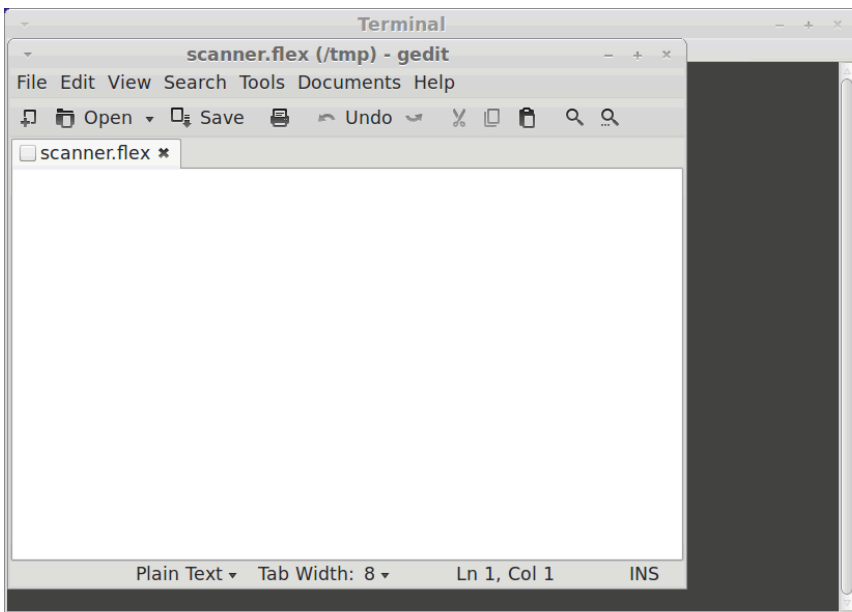 Terminal
scanner.flex (/tmp) - gedit
File Edit View Search Tools Documents Help
Open Save Undo
scanner.flex
Plain Text Tab Width: 8 Ln 1, Col 1 INS